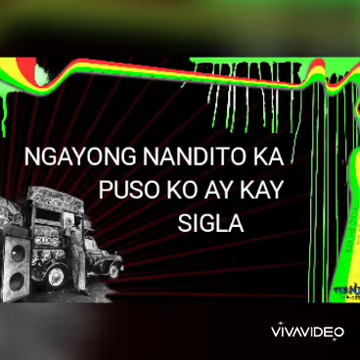 NGAYONG NANDITO KA
PUSO KO AY KAY
SIGLA
VIVAVIDEO